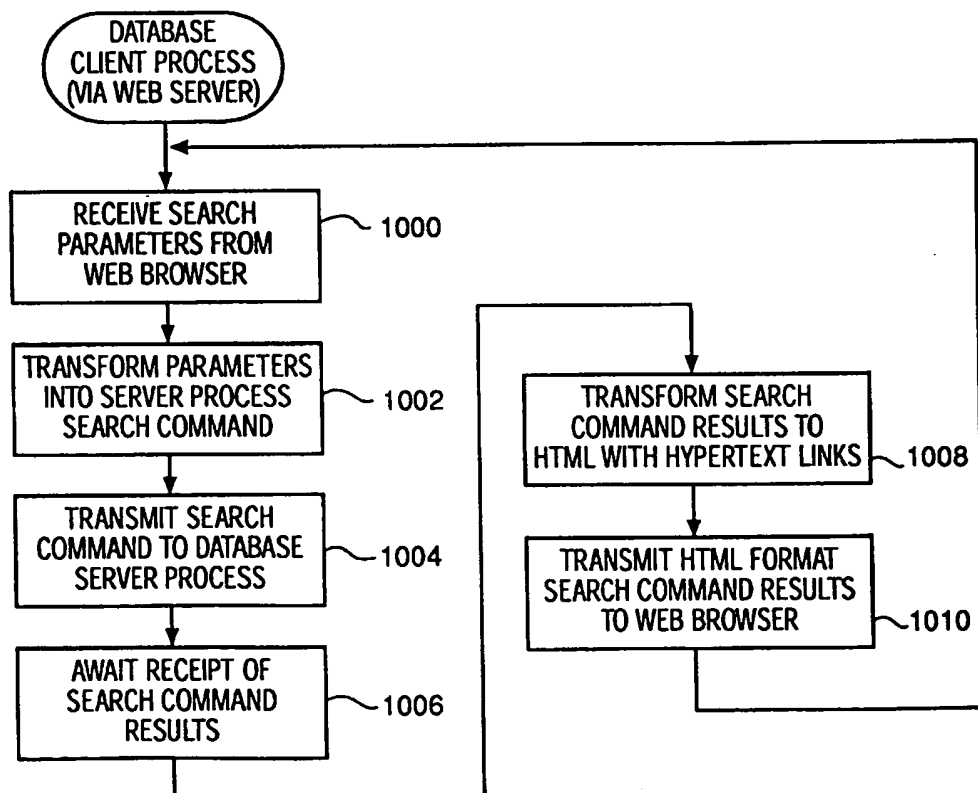 DATABASE
CLIENT PROCESS
(VIA WEB SERVER)
RECEIVE SEARCH
PARAMETERS FROM
WEB BROWSER
1000
TRANSFORM PARAMETERS
INTO SERVER PROCESS
SEARCH COMMAND
1002
TRANSMIT SEARCH
COMMAND TO DATABASE
SERVER PROCESS
1004
AWAIT RECEIPT OF
SEARCH COMMAND
RESULTS
1006
TRANSFORM SEARCH
COMMAND RESULTS TO
HTML WITH HYPERTEXT LINKS
1008
TRANSMIT HTML FORMAT
SEARCH COMMAND RESULTS
TO WEB BROWSER
1010